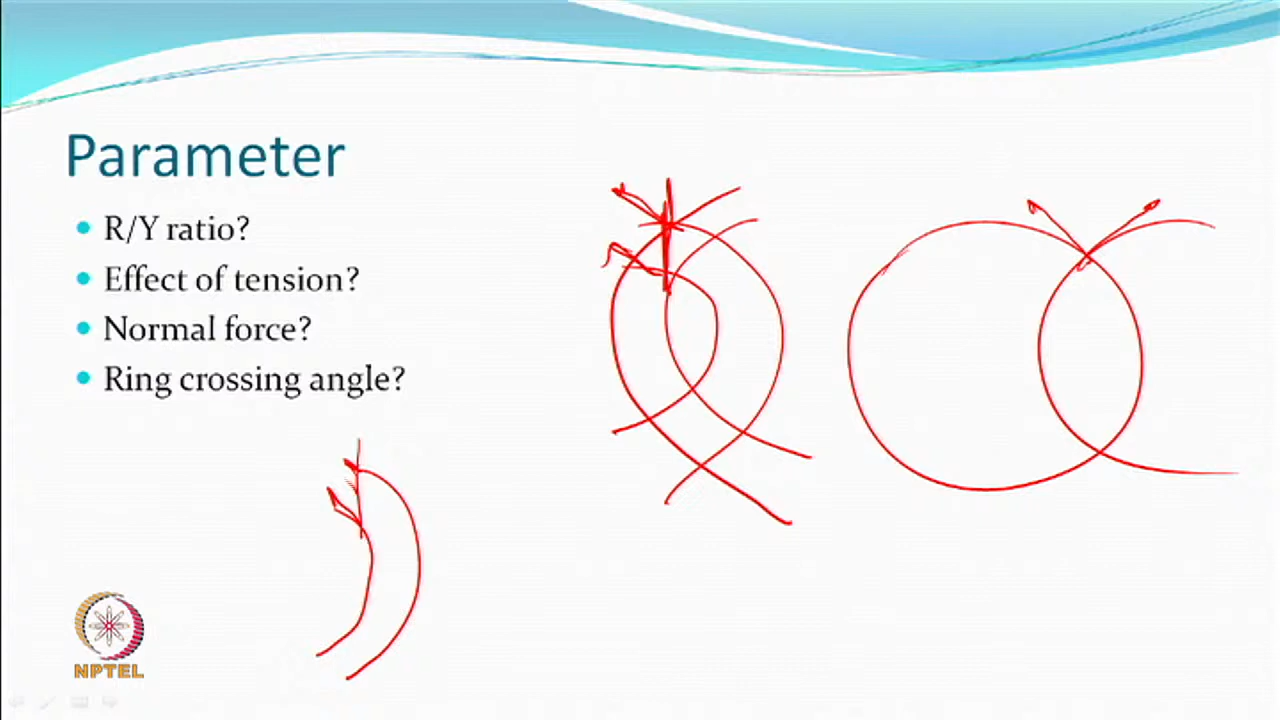 Parameter
R/Y ratio?
Effect of tension?
Normal force?
Ring crossing angle?
NPTEL